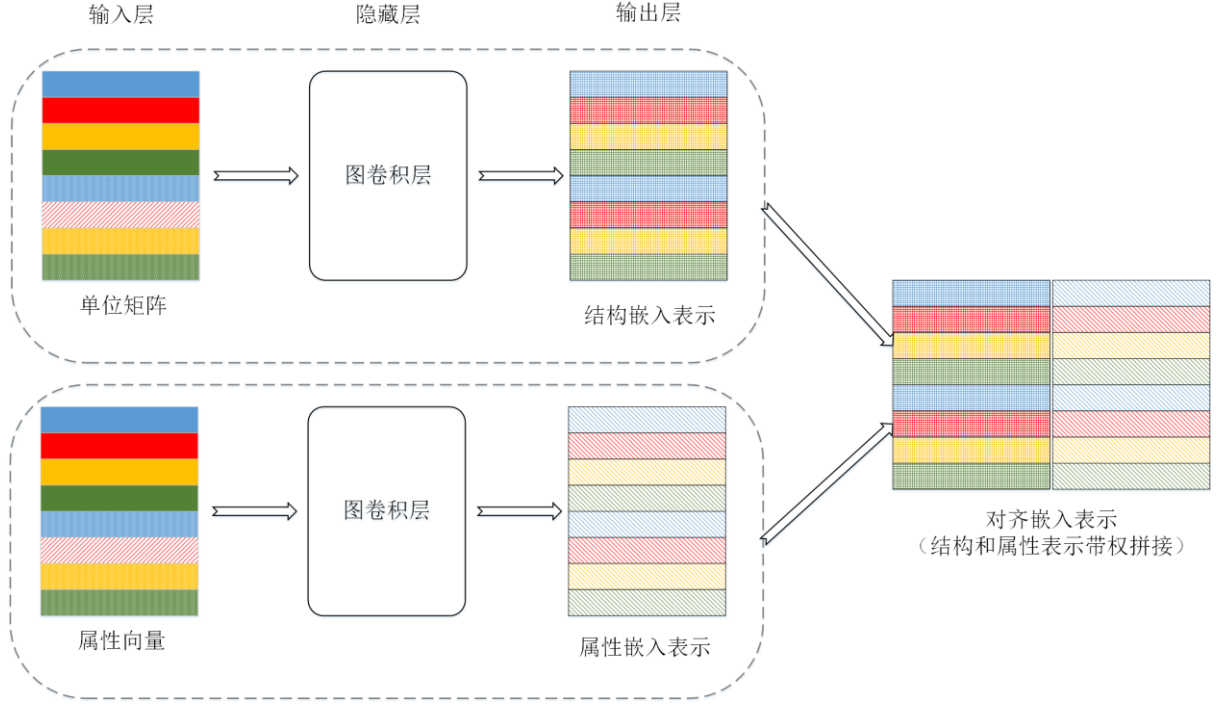 输入层
隐藏层
输出层
图卷积层
单位矩阵
结构嵌入表示
图卷积层
属性向量
属性嵌入表示
对齐嵌入表示
（结构和属性表示带权拼接）